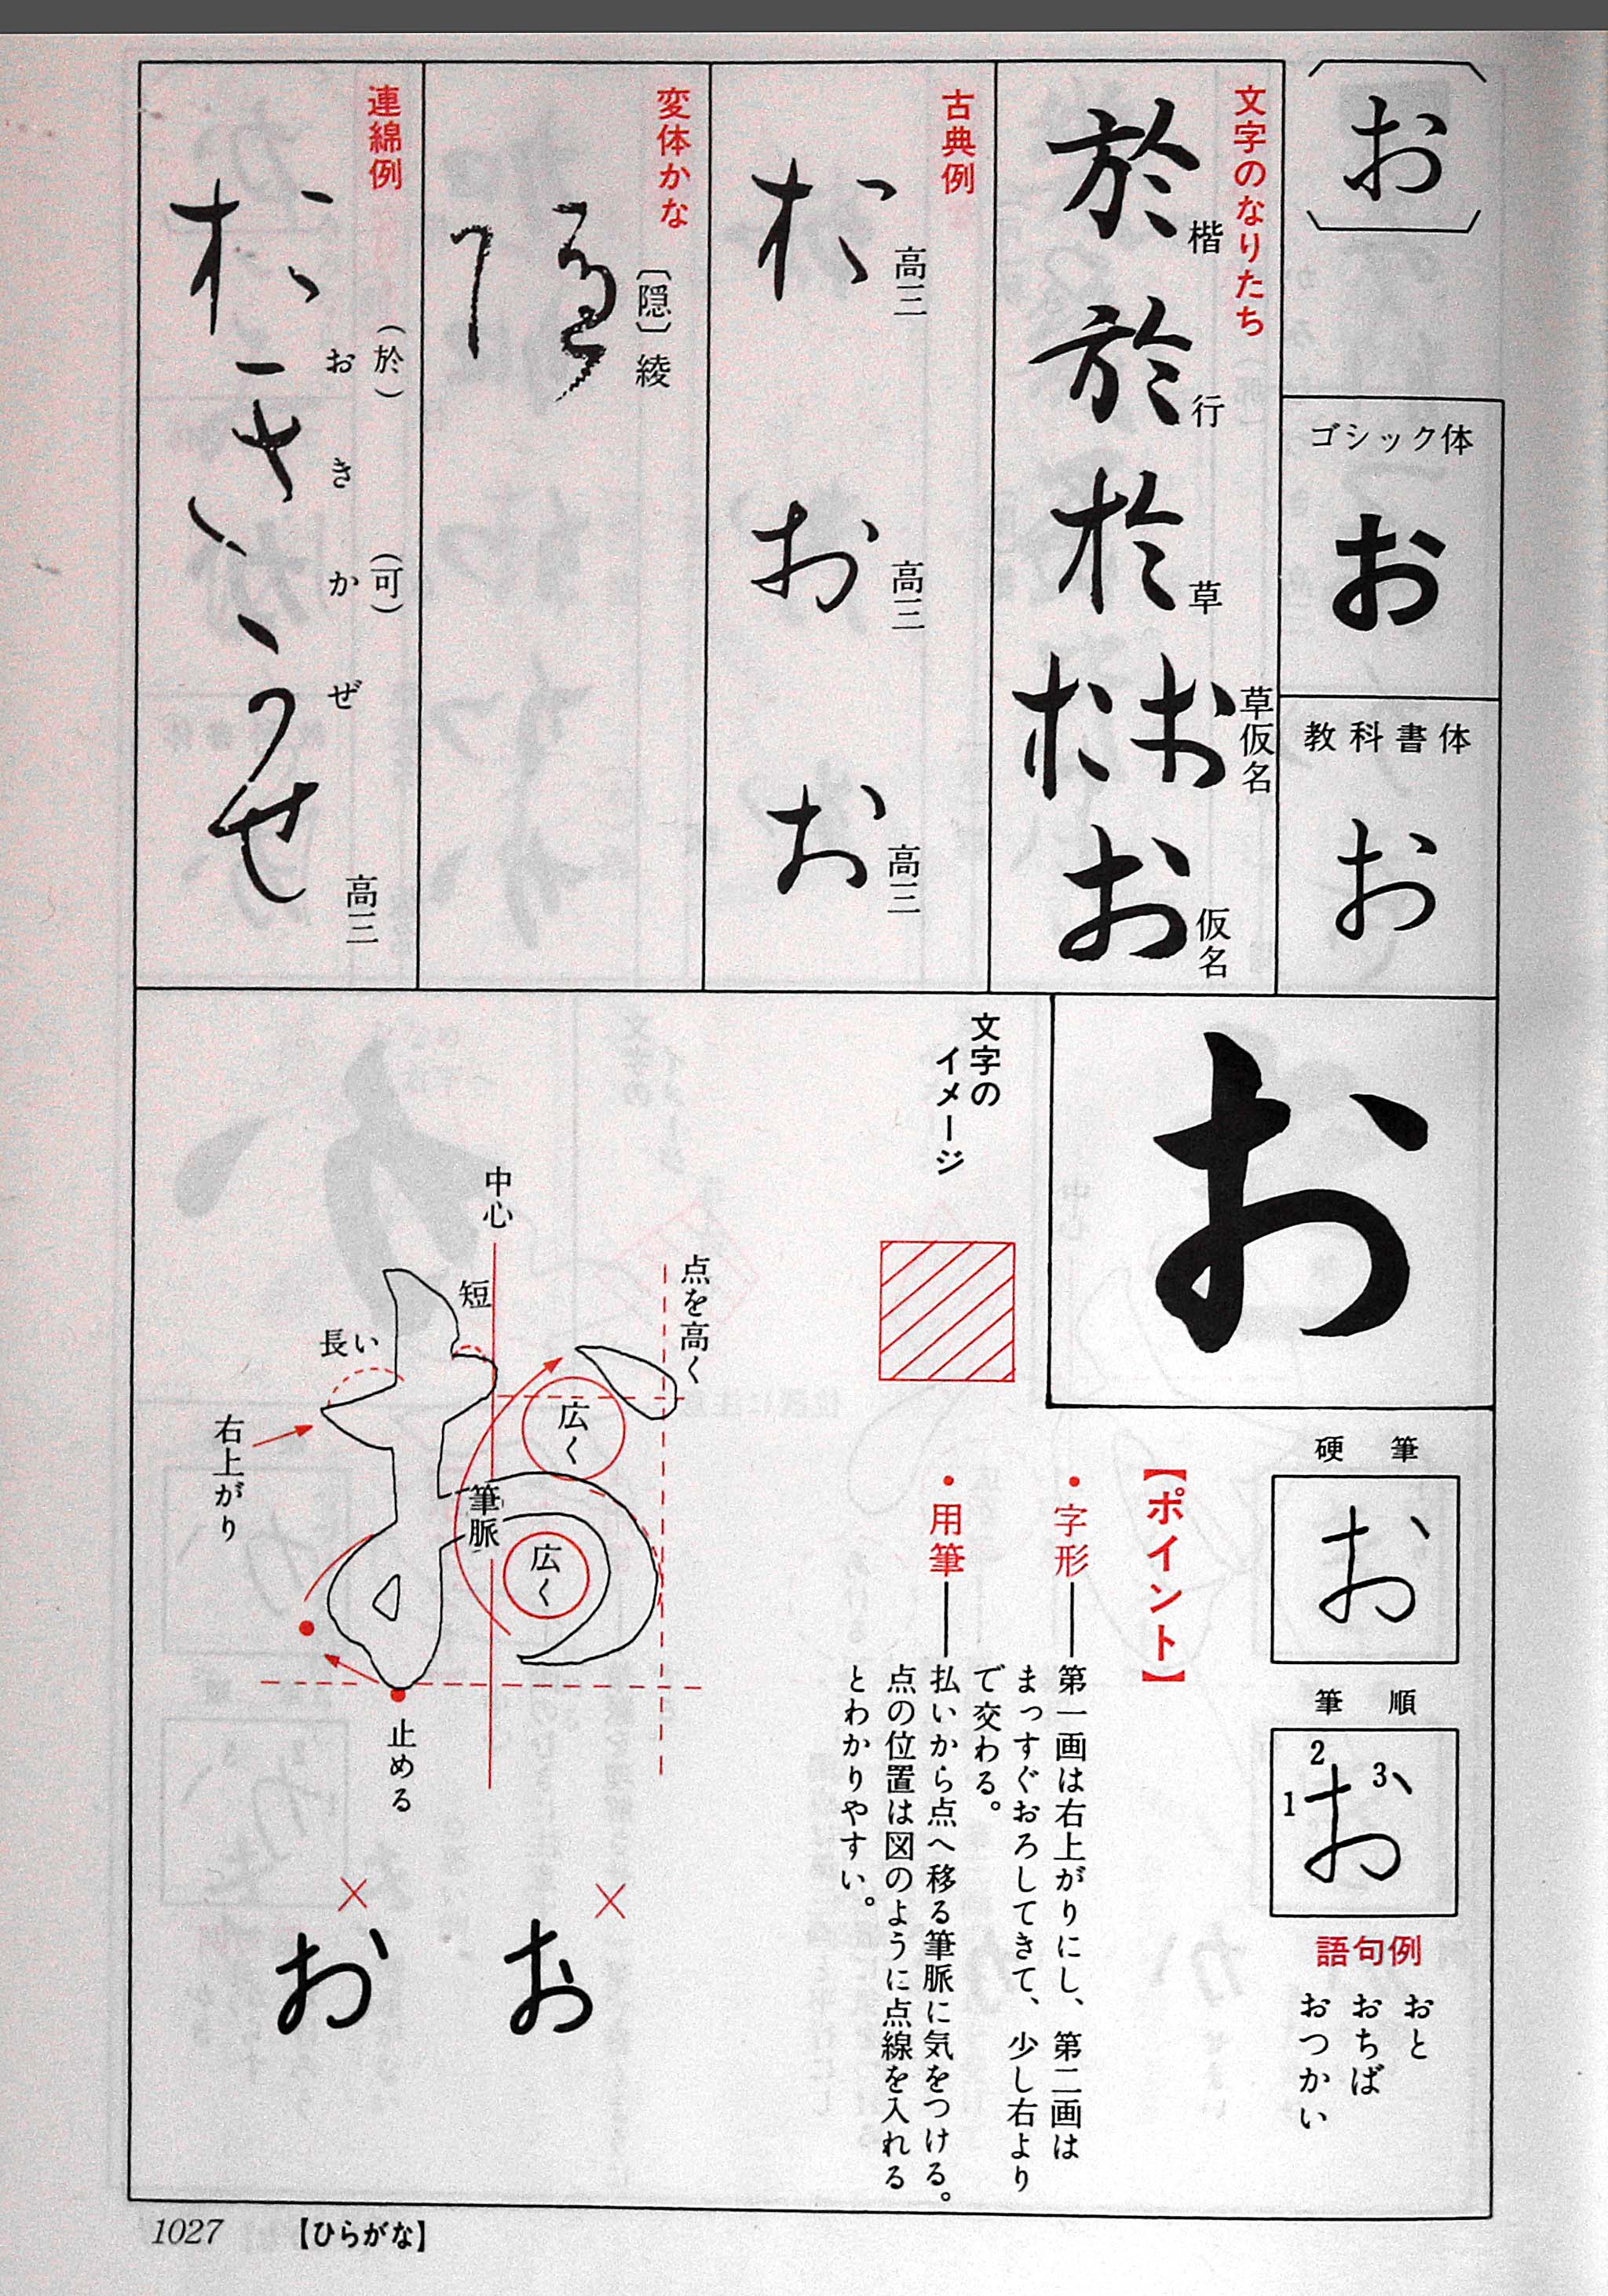 お
ゴシック体
お
教科書体
お
文字のなりたち
於 楷
於 行
於 草
お 於 草仮名
お 仮名
古典例
お 高三
お 高三
お 高三
変体かな
〔隠〕綾
隠
連綿例
(於) (可)
おきかぜ
おきかうせ
高三
お
硬筆
お
筆順
1 2 3
お
語句例
おと
おちば
おつかい
文字の
イメージ
【ポイント】
・字形――第一画は右上がりにし、第二画は
まっすぐおろしてきて、少し右より
で交わる。
・用筆――払いから点へ移る筆脈に気をつける。
点の位置は図のように点線を入れる
とわかりやすい。
点を高く
中心
短
長い
右上がり
広く
筆脈
広く
止める
×
お
×
お
1027
【ひらがな】